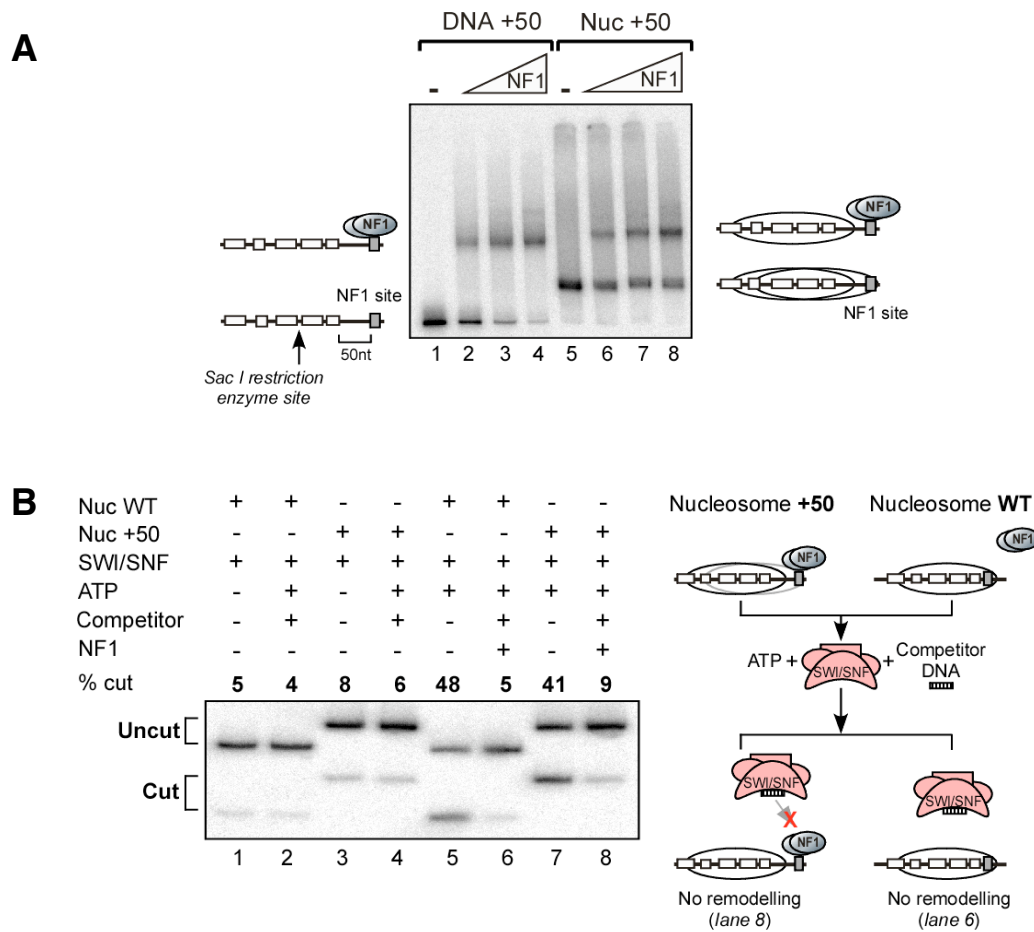 A
DNA +50 Nuc +50
- NF1 - NF1
NF1
NF1
NF1 site
50nt
Sac I restriction
enzyme site
NF1 site
1 2 3 4 5 6 7 8
B
Nuc WT + + - - + + - -
Nuc +50 - - + + - - + +
SWI/SNF + + + + + + + +
ATP - + - + + + + +
Competitor - + - + - + - +
NF1 - - - - - + - +
% cut 5 4 8 6 48 5 41 9
Uncut
Cut
1 2 3 4 5 6 7 8
Nucleosome +50 Nucleosome WT
NF1
NF1
ATP + SWI/SNF + Competitor
DNA
SWI/SNF
X
SWI/SNF
NF1
No remodelling
(lane 8)
No remodelling
(lane 6)